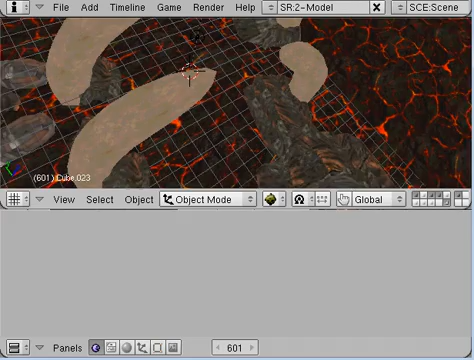 File Add Timeline Game Render Help SR:2-Model SCE:Scene
(601) Cube.023
View Select Object Object Mode Global
Panels 601